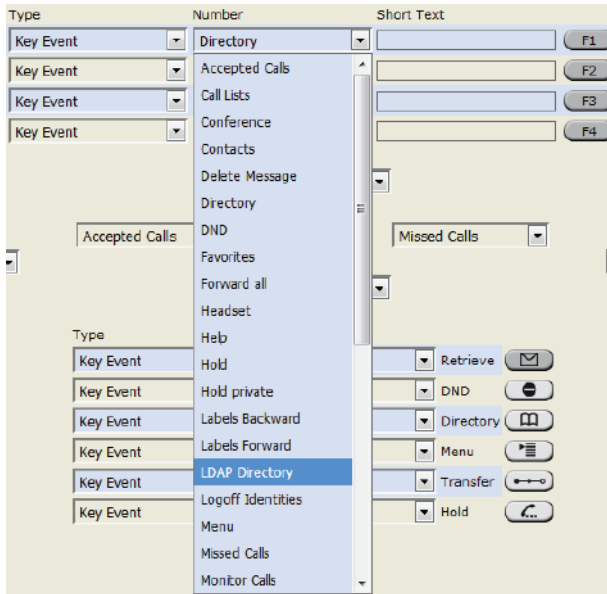 Type Number Short Text
Key Event Directory F1
Key Event Accepted Calls F2
Call Lists
Key Event F3
Conference
Key Event F4
Contacts
Delete Message
Directory
DND
Accepted Calls Missed Calls
Favorites
Forward all
Headset
Type Help
Key Event Hold Retrieve
Key Event Hold private DND
Key Event Labels Backward Directory
Key Event Labels Forward Menu
Key Event LDAP Directory Transfer
Key Event Logoff Identities Hold
Menu
Missed Calls
Monitor Calls